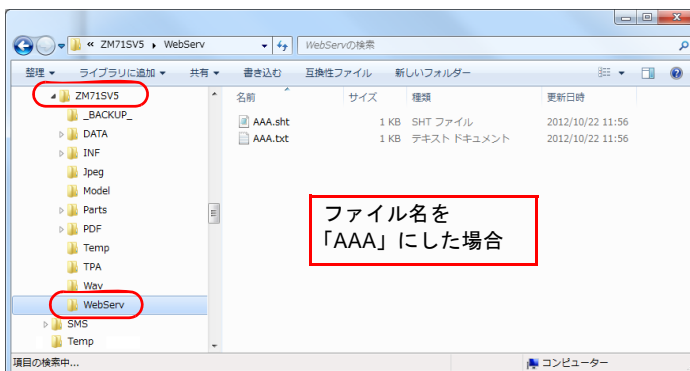 « ZM71SV5 ▸ WebServ
WebServの検索
整理 ▼ ライブラリに追加 ▼ 共有 ▼ 書き込む 互換性ファイル 新しいフォルダー
ZM71SV5
_BACKUP_
DATA
INF
Jpeg
Model
Parts
PDF
Temp
TPA
Wav
WebServ
SMS
Temp
名前 サイズ 種類 更新日時
AAA.sht 1 KB SHT ファイル 2012/10/22 11:56
AAA.txt 1 KB テキスト ドキュメント 2012/10/22 11:56
ファイル名を
「AAA」にした場合
項目の検索中... コンピューター